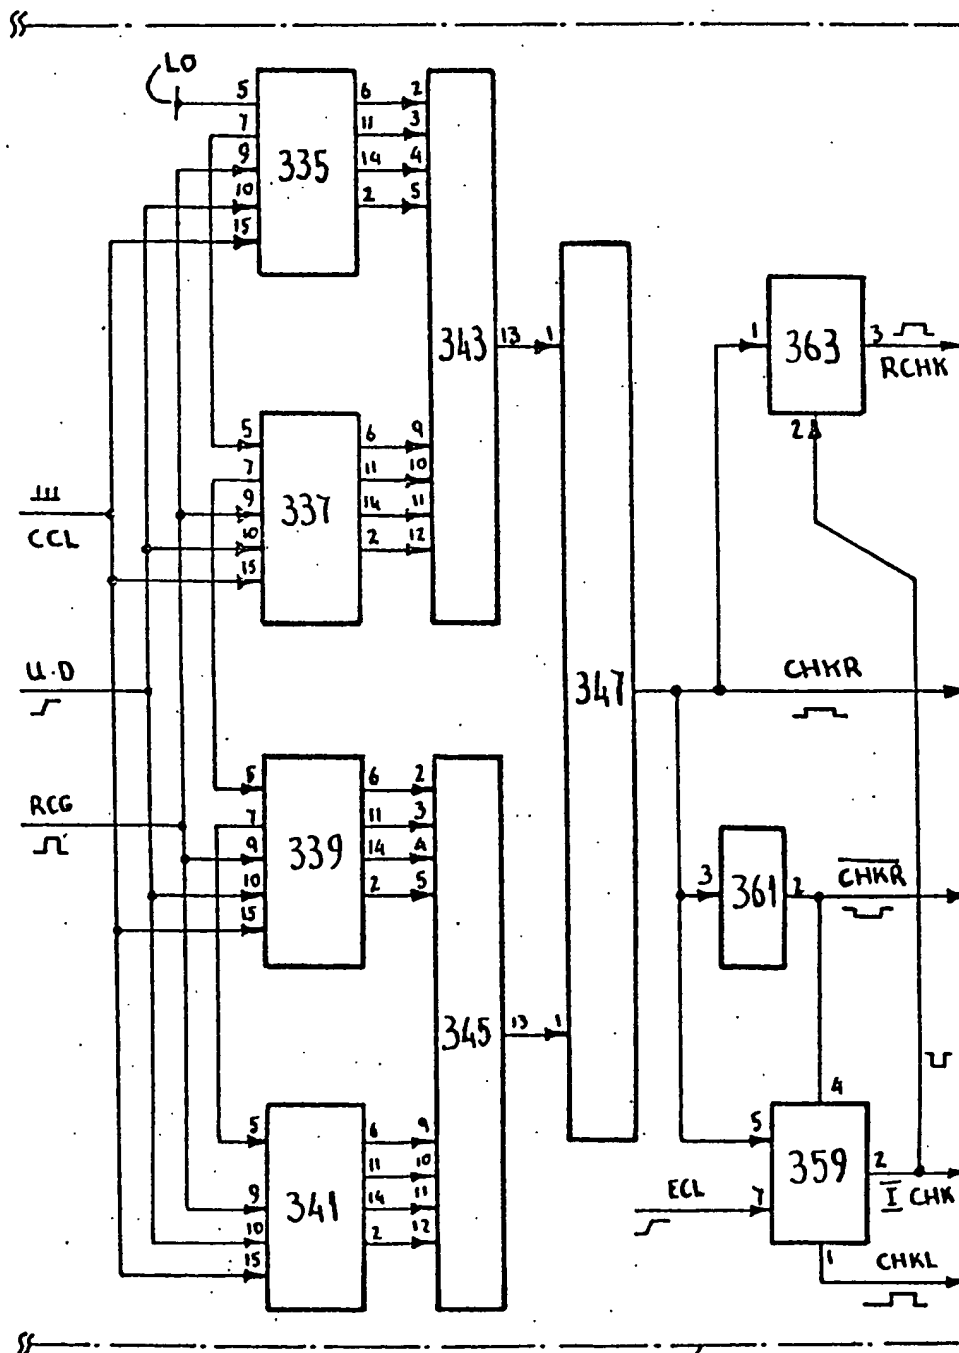 LO
5 6 2
7 11 3
9 335 14 4
10 2 5
15
343 13 1
1 363 3
RCHK
2
5 6 9
7 11 10
9 337 14 11
10 2 12
15
CCL
U·D
347 CHKR
RCG
5 6 2
7 11 3
9 339 14 4
10 2 5
15
3 361 2 CHKR
345 13 1
4
5 6 9
11 10
9 341 14 11
10 2 12
15
5 359 2
I CHK
ECL 7
1 CHKL